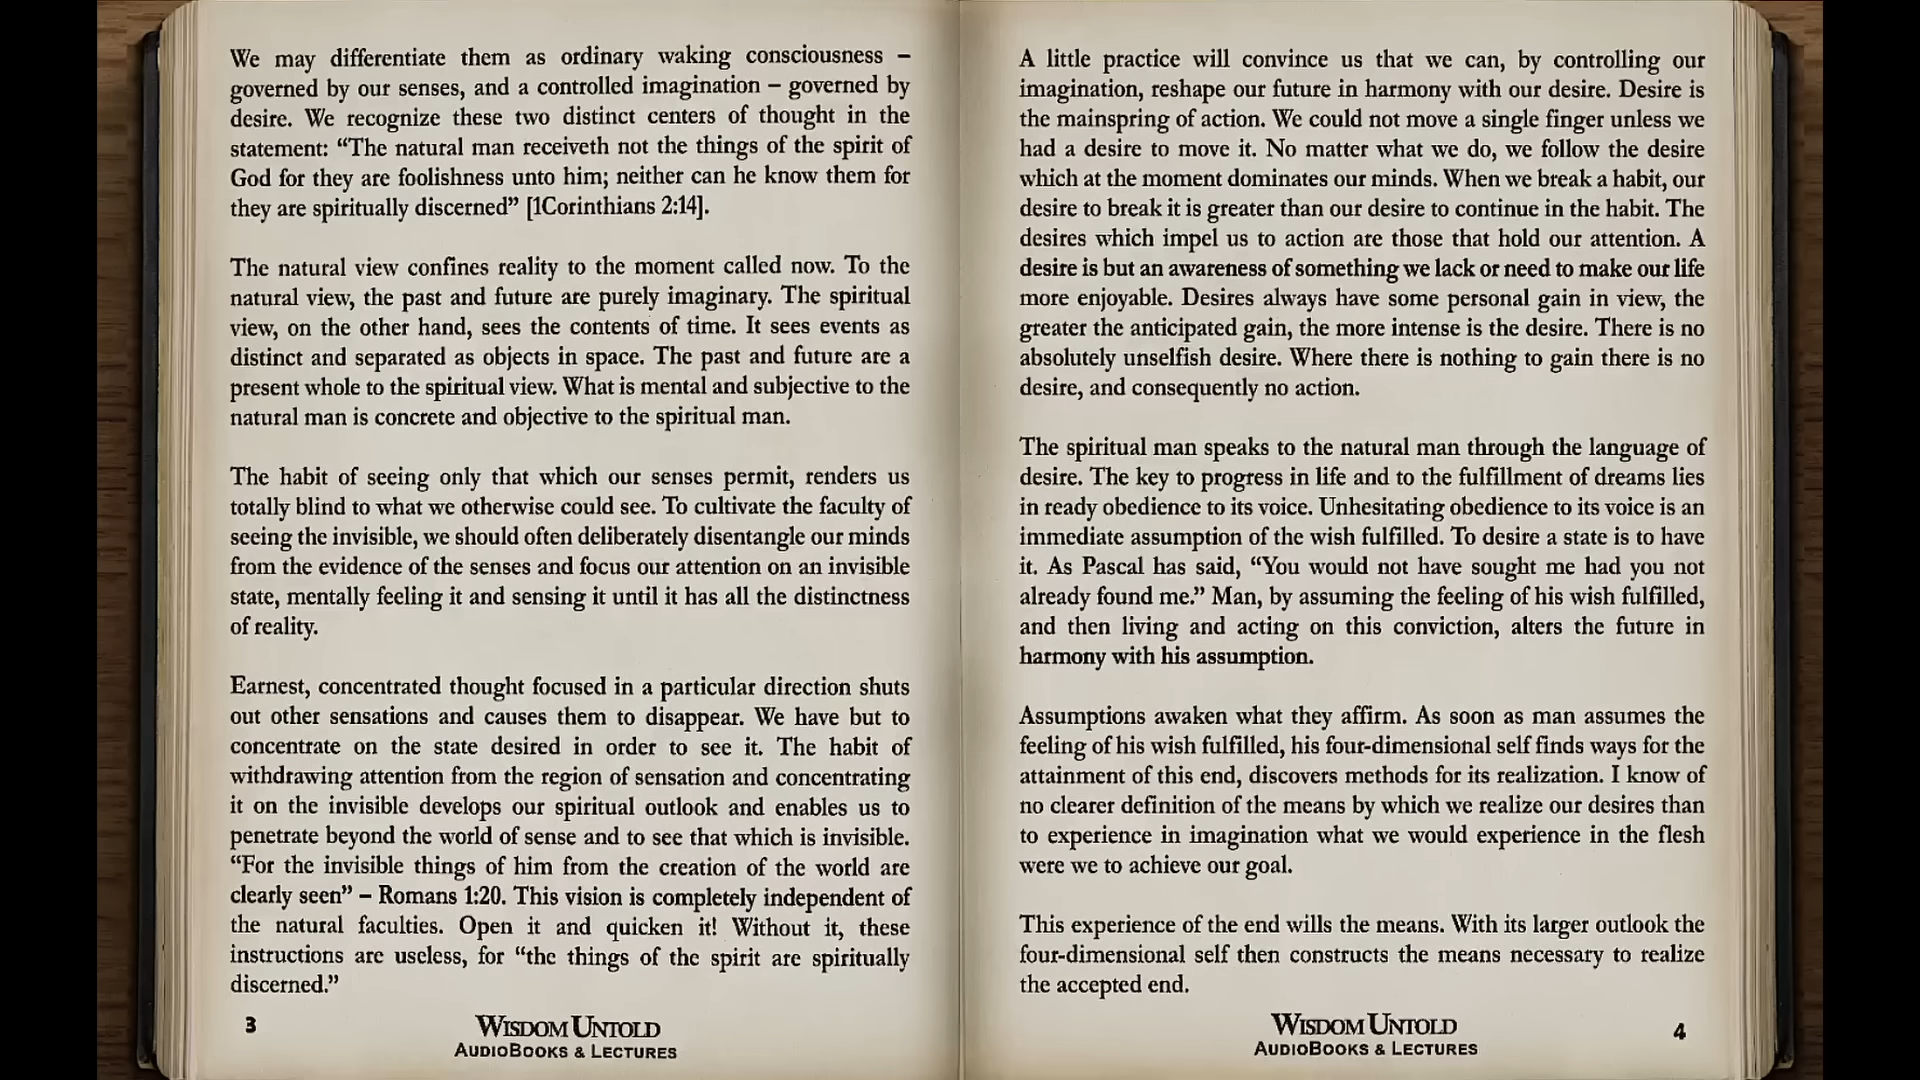 We may differentiate them as ordinary waking consciousness –
governed by our senses, and a controlled imagination – governed by
desire. We recognize these two distinct centers of thought in the
statement: “The natural man receiveth not the things of the spirit of
God for they are foolishness unto him; neither can he know them for
they are spiritually discerned” [1Corinthians 2:14].
The natural view confines reality to the moment called now. To the
natural view, the past and future are purely imaginary. The spiritual
view, on the other hand, sees the contents of time. It sees events as
distinct and separated as objects in space. The past and future are a
present whole to the spiritual view. What is mental and subjective to the
natural man is concrete and objective to the spiritual man.
The habit of seeing only that which our senses permit, renders us
totally blind to what we otherwise could see. To cultivate the faculty of
seeing the invisible, we should often deliberately disentangle our minds
from the evidence of the senses and focus our attention on an invisible
state, mentally feeling it and sensing it until it has all the distinctness
of reality.
Earnest, concentrated thought focused in a particular direction shuts
out other sensations and causes them to disappear. We have but to
concentrate on the state desired in order to see it. The habit of
withdrawing attention from the region of sensation and concentrating
it on the invisible develops our spiritual outlook and enables us to
penetrate beyond the world of sense and to see that which is invisible.
“For the invisible things of him from the creation of the world are
clearly seen” – Romans 1:20. This vision is completely independent of
the natural faculties. Open it and quicken it! Without it, these
instructions are useless, for “the things of the spirit are spiritually
discerned.”
3
WISDOM UNTOLD
AUDIOBOOKS & LECTURES
A little practice will convince us that we can, by controlling our
imagination, reshape our future in harmony with our desire. Desire is
the mainspring of action. We could not move a single finger unless we
had a desire to move it. No matter what we do, we follow the desire
which at the moment dominates our minds. When we break a habit, our
desire to break it is greater than our desire to continue in the habit. The
desires which impel us to action are those that hold our attention. A
desire is but an awareness of something we lack or need to make our life
more enjoyable. Desires always have some personal gain in view, the
greater the anticipated gain, the more intense is the desire. There is no
absolutely unselfish desire. Where there is nothing to gain there is no
desire, and consequently no action.
The spiritual man speaks to the natural man through the language of
desire. The key to progress in life and to the fulfillment of dreams lies
in ready obedience to its voice. Unhesitating obedience to its voice is an
immediate assumption of the wish fulfilled. To desire a state is to have
it. As Pascal has said, “You would not have sought me had you not
already found me.” Man, by assuming the feeling of his wish fulfilled,
and then living and acting on this conviction, alters the future in
harmony with his assumption.
Assumptions awaken what they affirm. As soon as man assumes the
feeling of his wish fulfilled, his four-dimensional self finds ways for the
attainment of this end, discovers methods for its realization. I know of
no clearer definition of the means by which we realize our desires than
to experience in imagination what we would experience in the flesh
were we to achieve our goal.
This experience of the end wills the means. With its larger outlook the
four-dimensional self then constructs the means necessary to realize
the accepted end.
WISDOM UNTOLD
AUDIOBOOKS & LECTURES
4